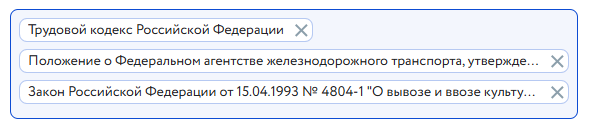 Трудовой кодекс Российской Федерации
Положение о Федеральном агентстве железнодорожного транспорта, утвержде...
Закон Российской Федерации от 15.04.1993 № 4804-1 "О вывозе и ввозе культу...